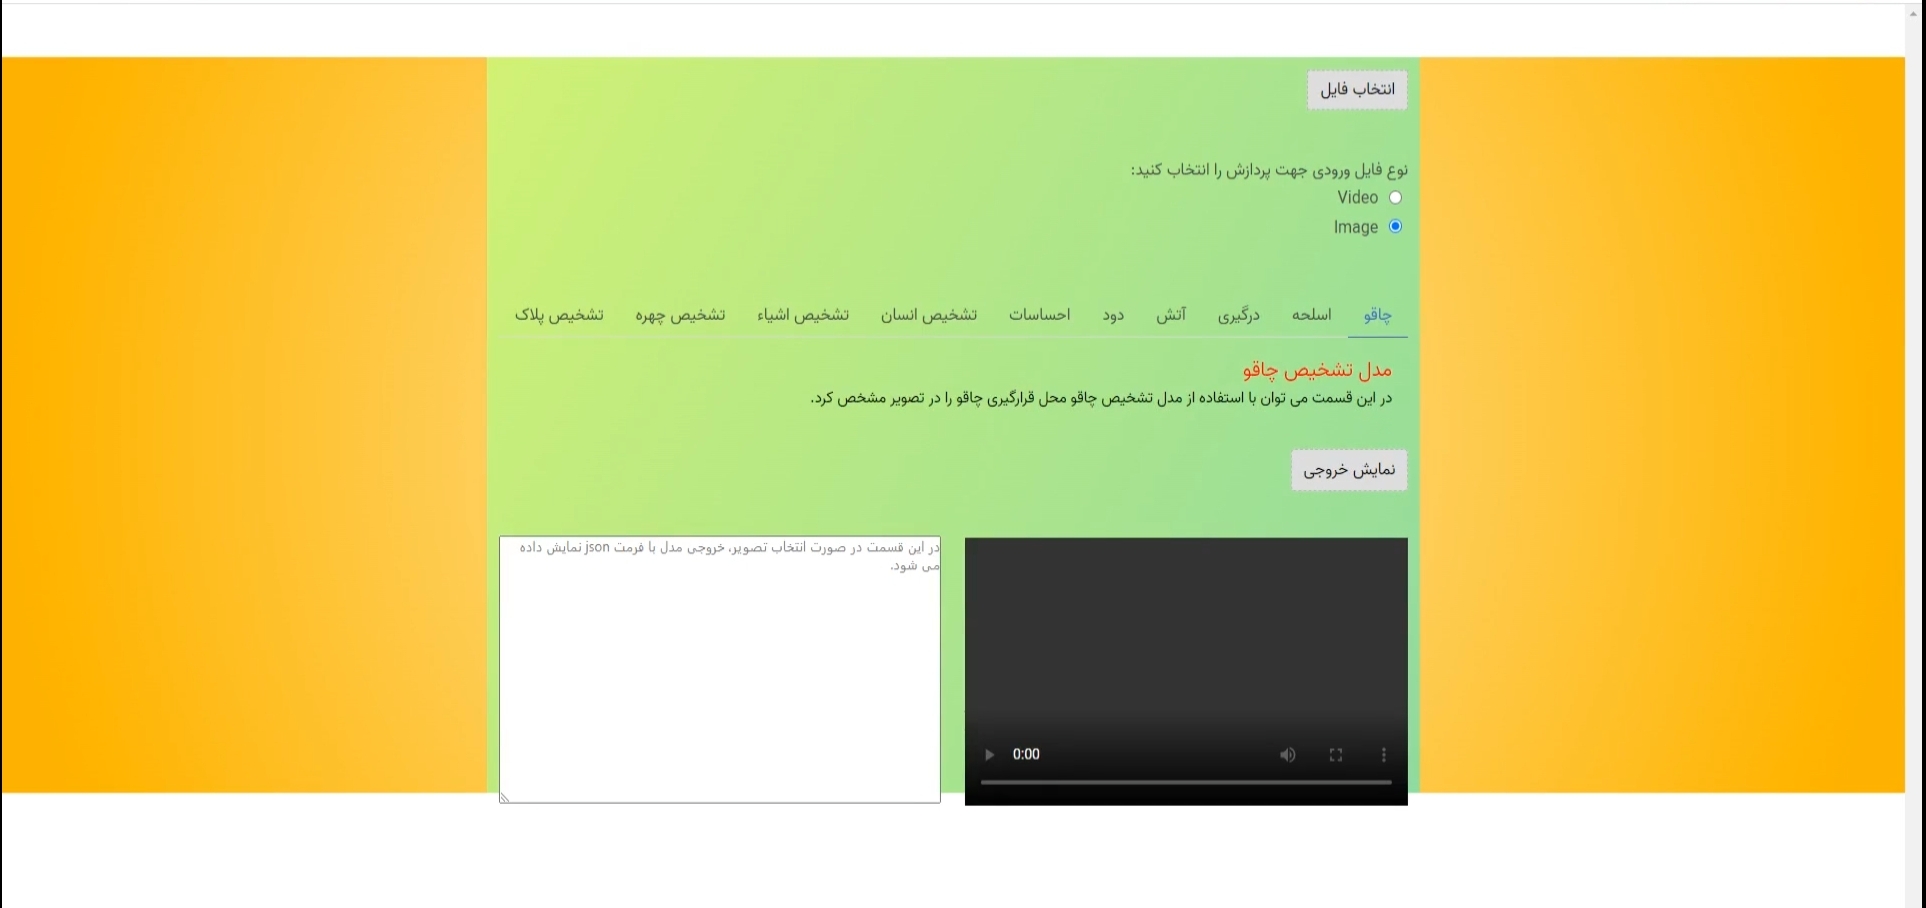 انتخاب فایل
نوع فایل ورودی جهت پردازش را انتخاب کنید:
Video
Image
چاقو اسلحه درگیری آتش دود احساسات تشخیص انسان تشخیص اشیاء تشخیص چهره تشخیص پلاک
مدل تشخیص چاقو
در این قسمت می توان با استفاده از مدل تشخیص چاقو محل قرارگیری چاقو را در تصویر مشخص کرد.
نمایش خروجی
0:00
در این قسمت در صورت انتخاب تصویر، خروجی مدل با فرمت json نمایش داده
می شود.